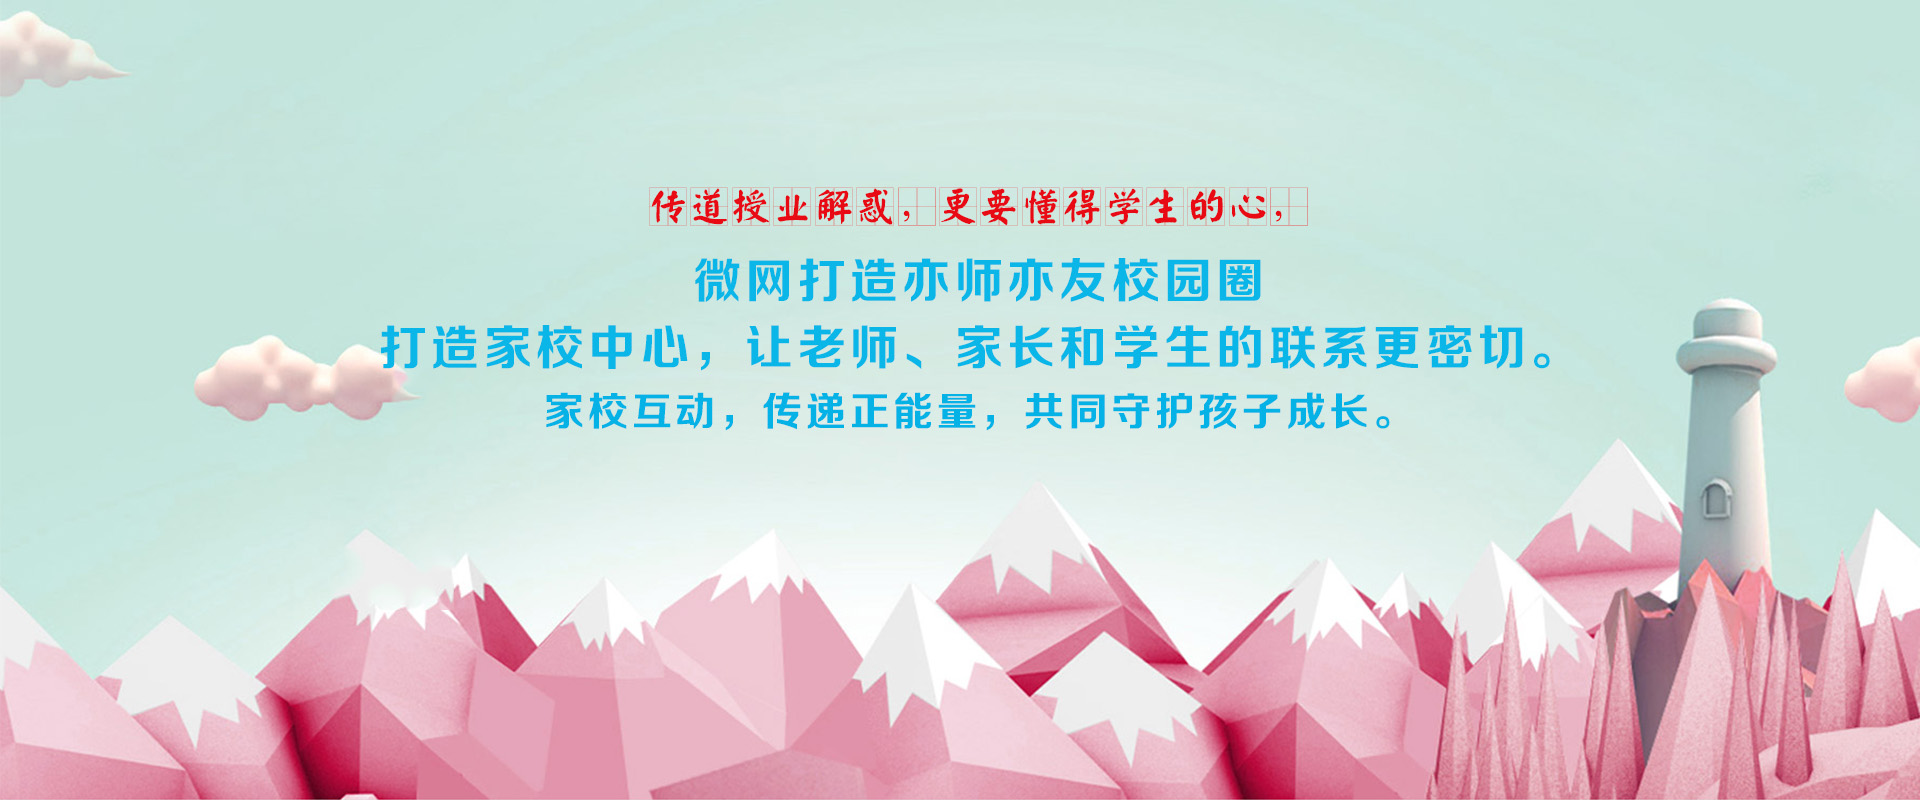 传道授业解惑，更要懂得学生的心，
微网打造亦师亦友校园圈
打造家校中心，让老师、家长和学生的联系更密切。
家校互动，传递正能量，共同守护孩子成长。